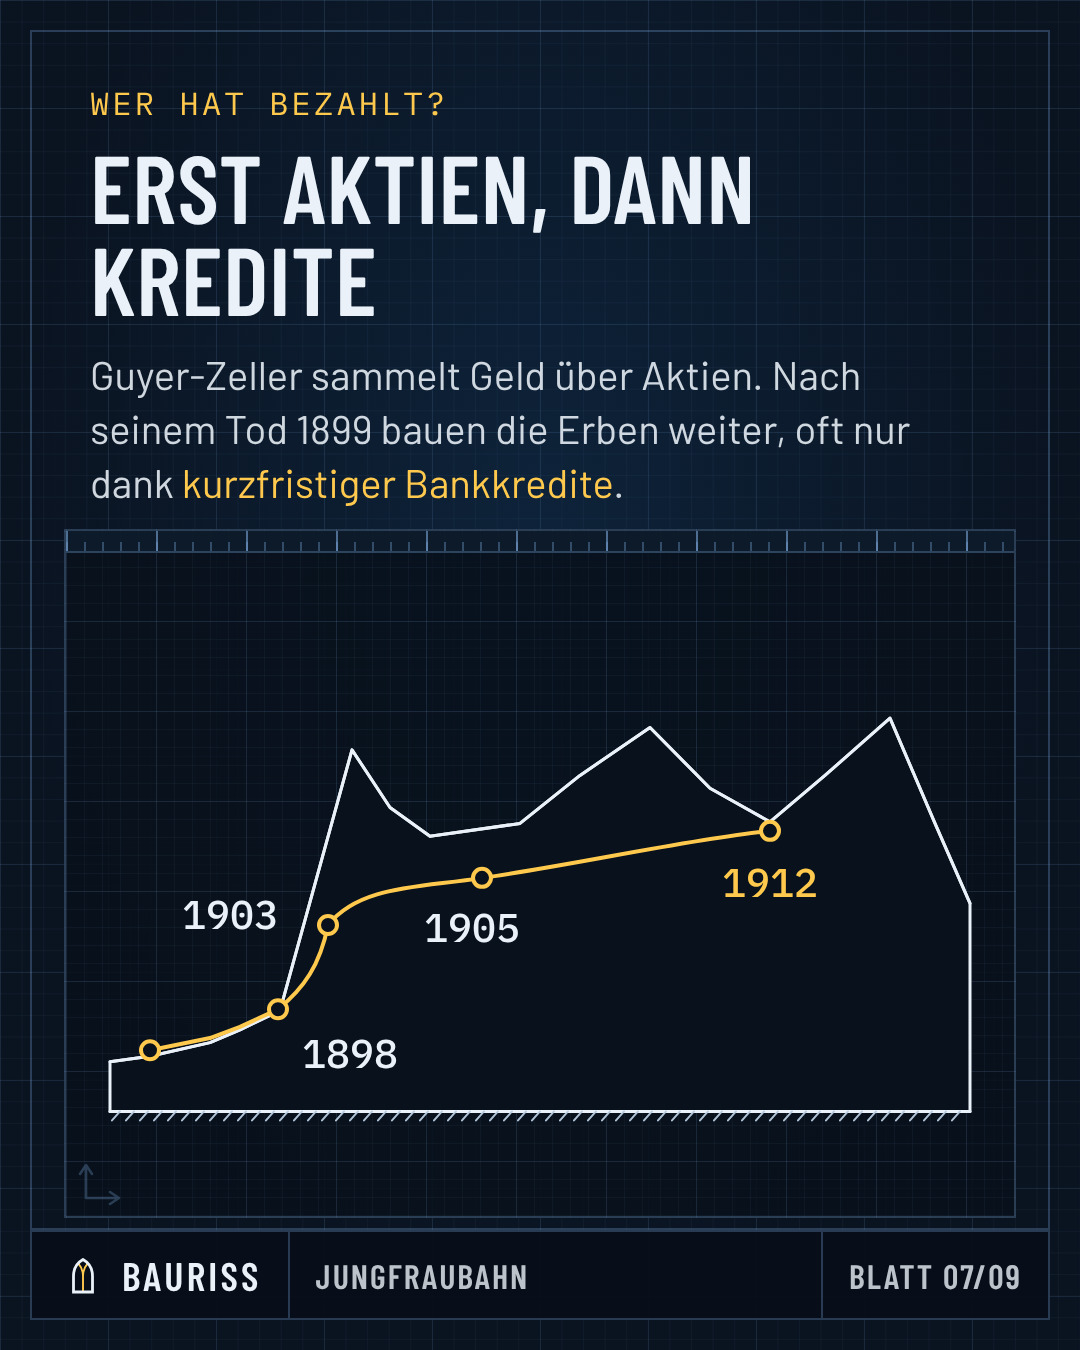 WER HAT BEZAHLT?
ERST AKTIEN, DANN
KREDITE
Guyer-Zeller sammelt Geld über Aktien. Nach
seinem Tod 1899 bauen die Erben weiter, oft nur
dank kurzfristiger Bankkredite.
1903
1905
1912
1898
BAURISS
JUNGFRAUBAHN
BLATT 07/09